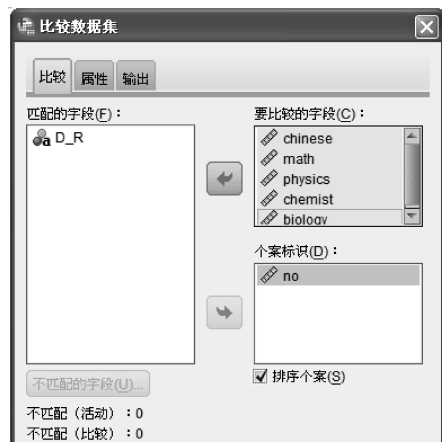 比较数据集
比较 属性 输出
匹配的字段(F)：
D_R
要比较的字段(C)：
chinese
math
physics
chemist
biology
个案标识(D)：
no
不匹配的字段(U)...
排序个案(S)
不匹配（活动）：0
不匹配（比较）：0